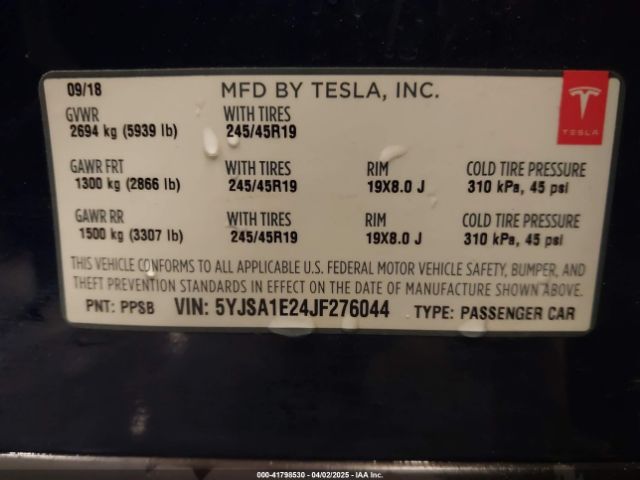 09/18 MFD BY TESLA, INC.
GVWR WITH TIRES
2694 kg (5939 lb) 245/45R19
TESLA
GAWR FRT WITH TIRES RIM COLD TIRE PRESSURE
1300 kg (2866 lb) 245/45R19 19X8.0 J 310 kPa, 45 psi
GAWR RR WITH TIRES RIM COLD TIRE PRESSURE
1500 kg (3307 lb) 245/45R19 19X8.0 J 310 kPa, 45 psi
THIS VEHICLE CONFORMS TO ALL APPLICABLE U.S. FEDERAL MOTOR VEHICLE SAFETY, BUMPER, AND
THEFT PREVENTION STANDARDS IN EFFECT ON THE DATE OF MANUFACTURE SHOWN ABOVE.
PNT: PPSB VIN: 5YJSA1E24JF276044 TYPE: PASSENGER CAR
000-41798530 - 04/02/2025 - IAA Inc.